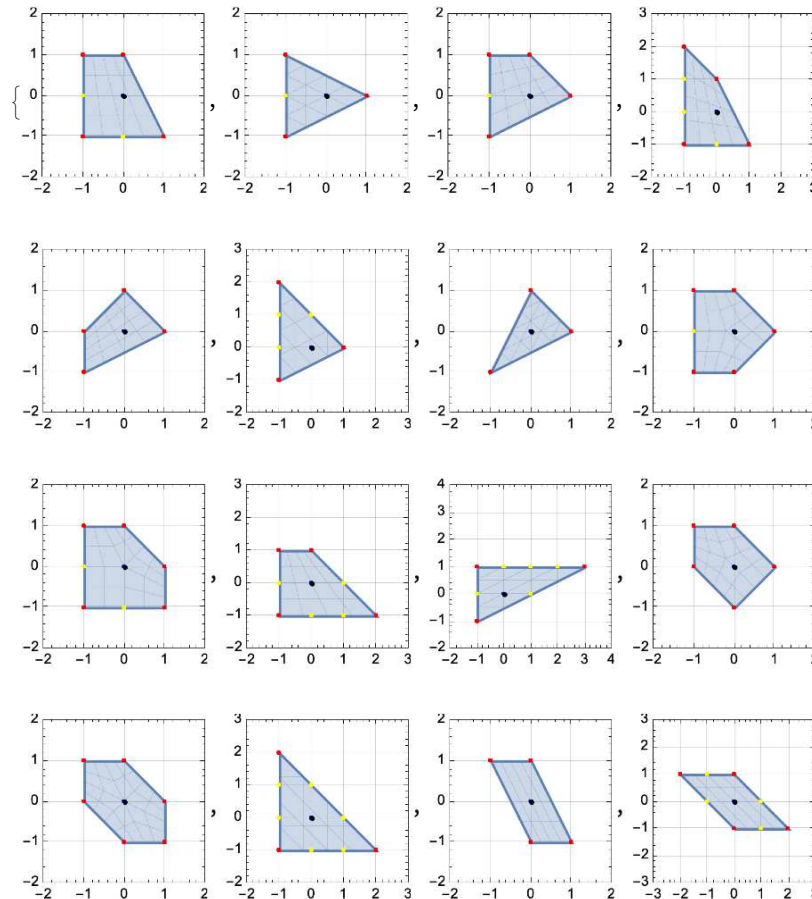 {
2 2 2 3
1 1 1 2
0 , 0 , 0 , 1
−1 −1 −1 0
−2 −2 −2 −1
−2
−2 −1 0 1 2 −2 −1 0 1 2 −2 −1 0 1 2 −2 −1 0 1 2 3
2 3 2 2
1 2 1 1
0 , 1 , 0 , 0
−1 0 −1 −1
−2 −1 −2 −2
−2
−2 −1 0 1 2 −2 −1 0 1 2 3 −2 −1 0 1 2 −2 −1 0 1 2
2 3 4 2
1 2 3 1
0 , 1 , 2 , 0
−1 0 1 −1
−2 −1 0 −2
−2 −1
−2
−2 −1 0 1 2 −2 −1 0 1 2 3 −2 −1 0 1 2 3 4 −2 −1 0 1 2
2 3 2 3
1 2 1 2
0 , 1 , 0 , 1
−1 0 −1 0
−2 −1 −2 −1
−2 −2
−3
−2 −1 0 1 2 −2 −1 0 1 2 3 −2 −1 0 1 2 −3 −2 −1 0 1 2 3